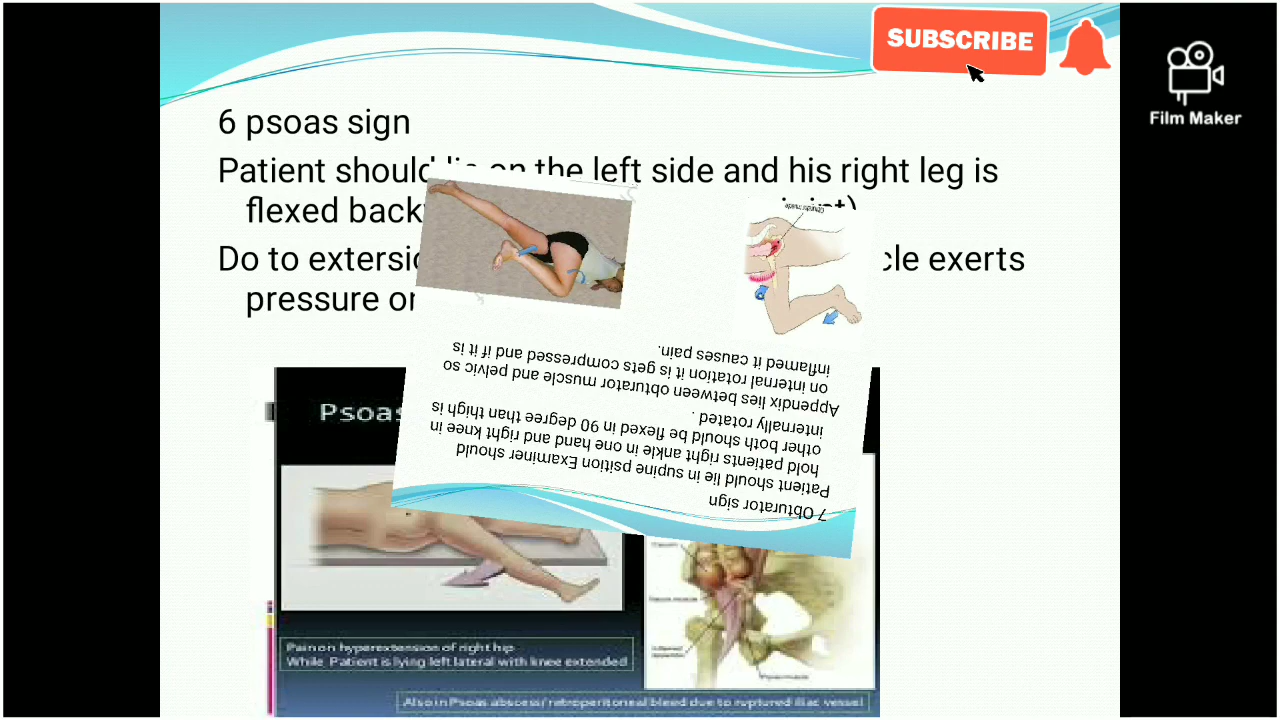 SUBSCRIBE
Film Maker
6 psoas sign
Patient should lie on the left side and his right leg is
flexed back
Do to extersi cle exerts
pressure or
Psoas
Pain on hyperextension of right hip
While Patient is lying left lateral with knee extended
Also in Psoas abscess/ retroperitoneal bleed due to ruptured iliac vessel
7 Obturator sign
Patient should lie in supine psition Examiner should
hold patients right ankle in one hand and right knee in
other both should be flexed in 90 degree than thigh is
internally rotated .
Appendix lies between obturator muscle and pelvic so
on internal rotation it is gets compressed and if it is
inflamed it causes pain.
Obturator muscle